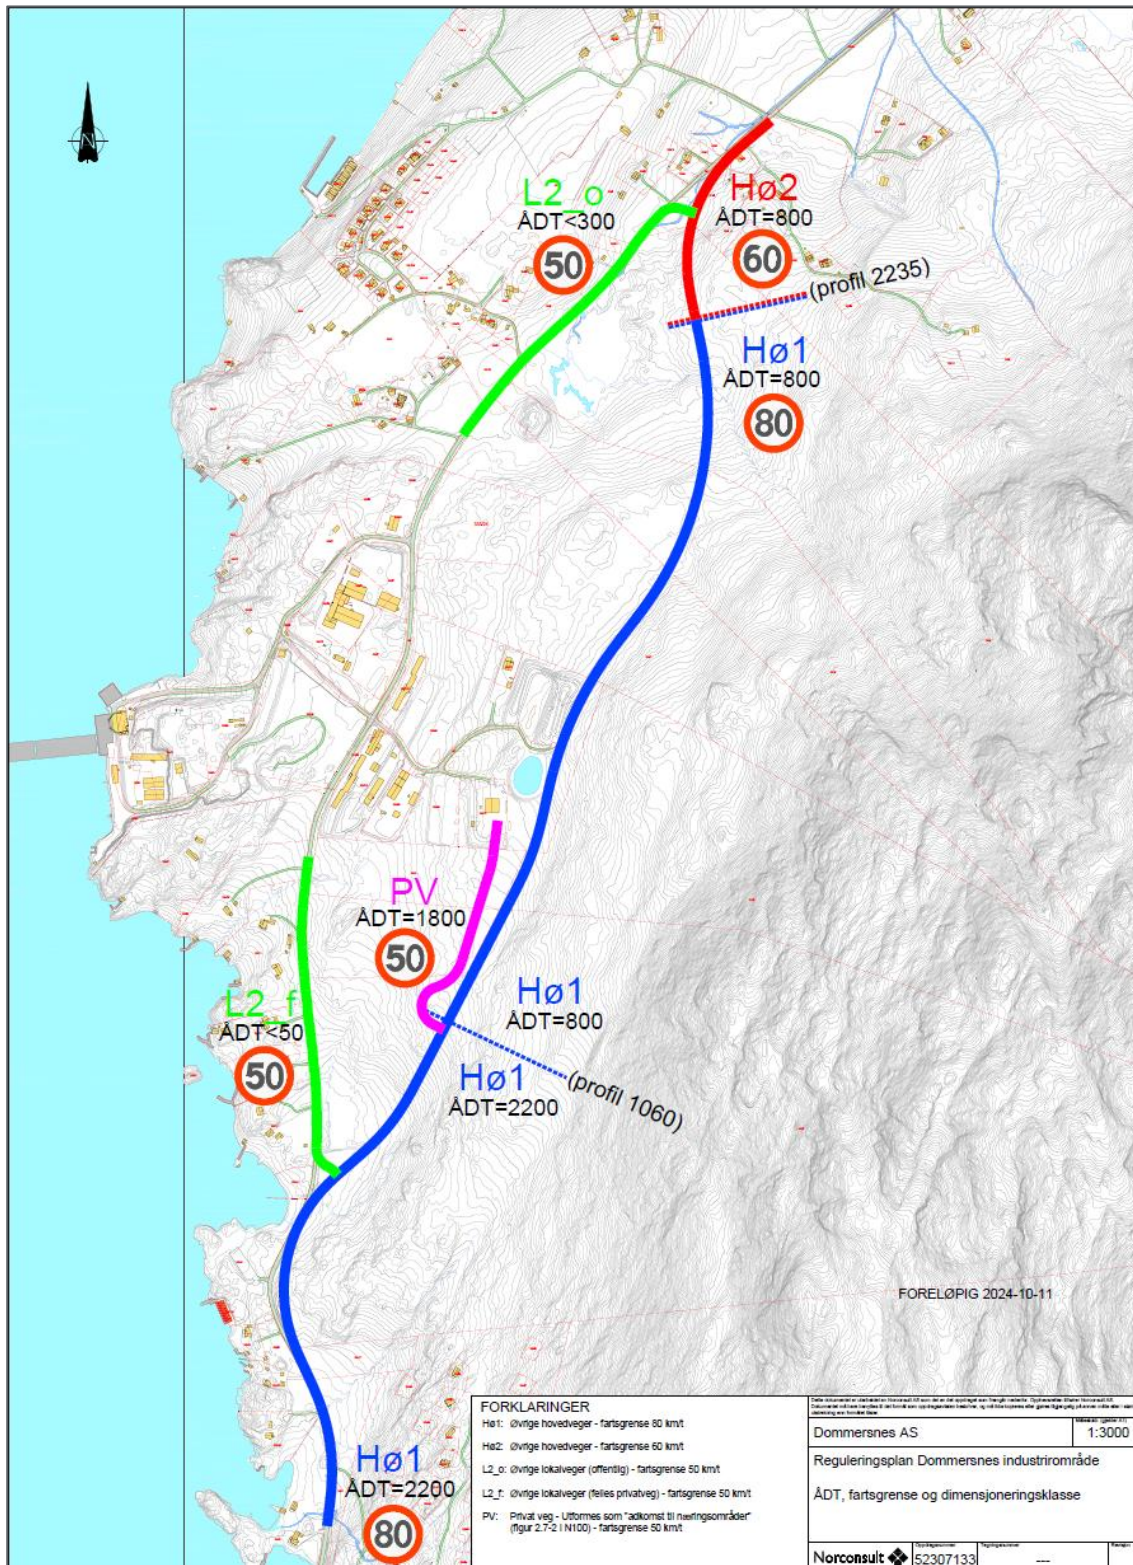 N
L2_o
ÅDT<300
50
Hø2
ÅDT=800
60
(profil 2235)
Hø1
ÅDT=800
80
PV
ÅDT=1800
50
Hø1
ÅDT=800
L2_f
ÅDT<50
50
Hø1
ÅDT=2200
(profil 1060)
FORELØPIG 2024-10-11
Hø1
ÅDT=2200
80
FORKLARINGER
Hø1: Øvrige hovedveger - fartsgrense 80 km/t
Hø2: Øvrige hovedveger - fartsgrense 60 km/t
L2_o: Øvrige lokalveger (offentlig) - fartsgrense 50 km/t
L2_f: Øvrige lokalveger (felles privatveg) - fartsgrense 50 km/t
PV: Privat veg - Utformes som "adkomst til næringsområder"
(figur 2.7-2 i N100) - fartsgrense 50 km/t
Dommersnes AS
1:3000
Reguleringsplan Dommersnes industriområde
ÅDT, fartsgrense og dimensjoneringsklasse
Norconsult
Oppdragsnummer
52307133
Tegningsnummer
---
Revisjon